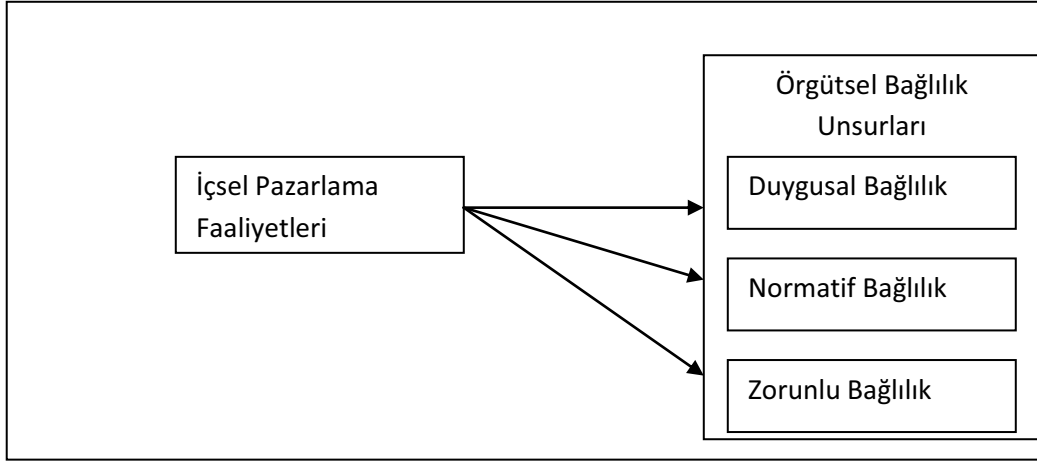 İçsel Pazarlama
Faaliyetleri
Örgütsel Bağlılık
Unsurları
Duygusal Bağlılık
Normatif Bağlılık
Zorunlu Bağlılık